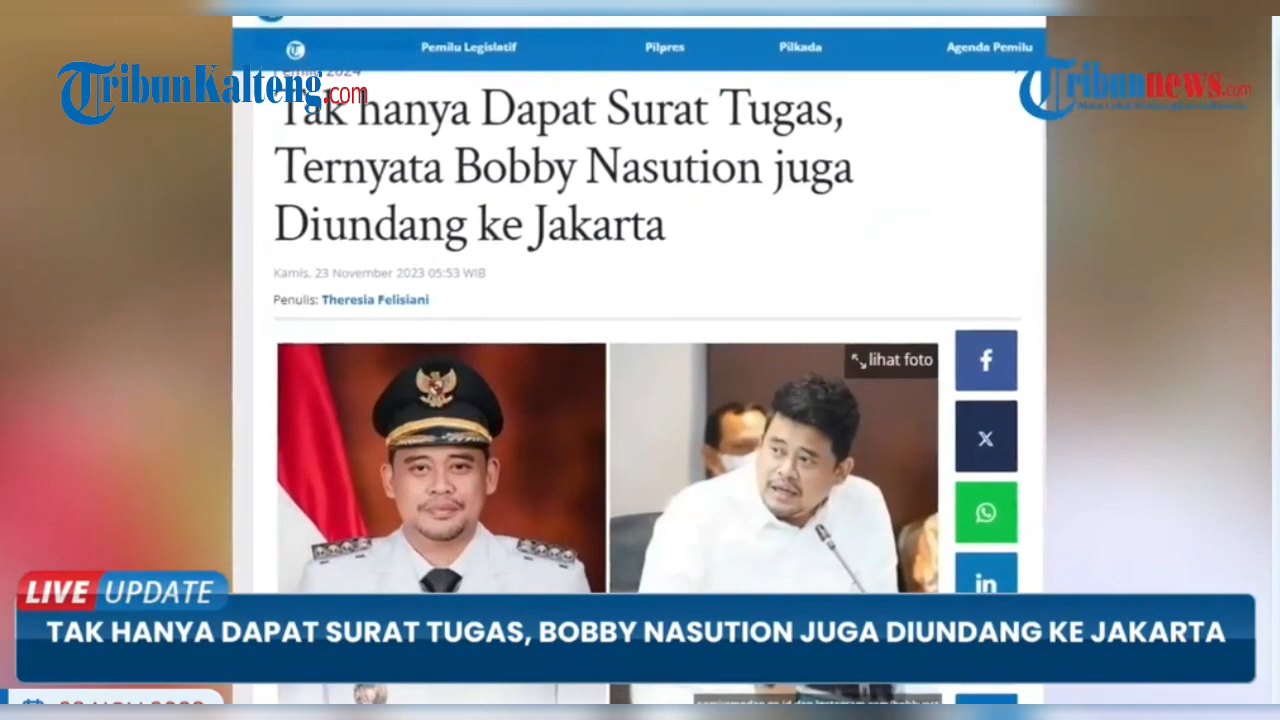 Pemilu Legislatif Pilpres Pilkada Agenda Pemilu
TribunKalteng.com
Tribunnews.com
Tak hanya Dapat Surat Tugas,
Ternyata Bobby Nasution juga
Diundang ke Jakarta
Kamis, 23 November 2023 05:53 WIB
Penulis: Theresia Felisiani
lihat foto
LIVE UPDATE
TAK HANYA DAPAT SURAT TUGAS, BOBBY NASUTION JUGA DIUNDANG KE JAKARTA